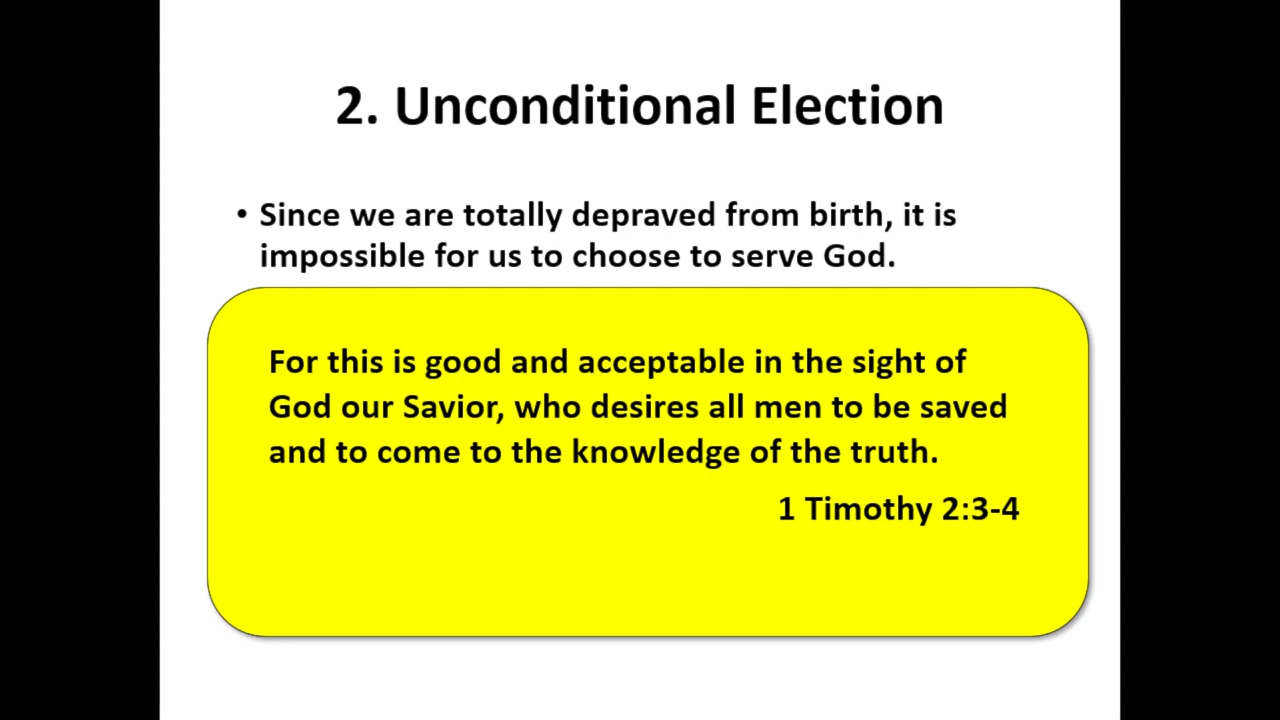 2. Unconditional Election
• Since we are totally depraved from birth, it is
impossible for us to choose to serve God.
For this is good and acceptable in the sight of
God our Savior, who desires all men to be saved
and to come to the knowledge of the truth.
1 Timothy 2:3-4